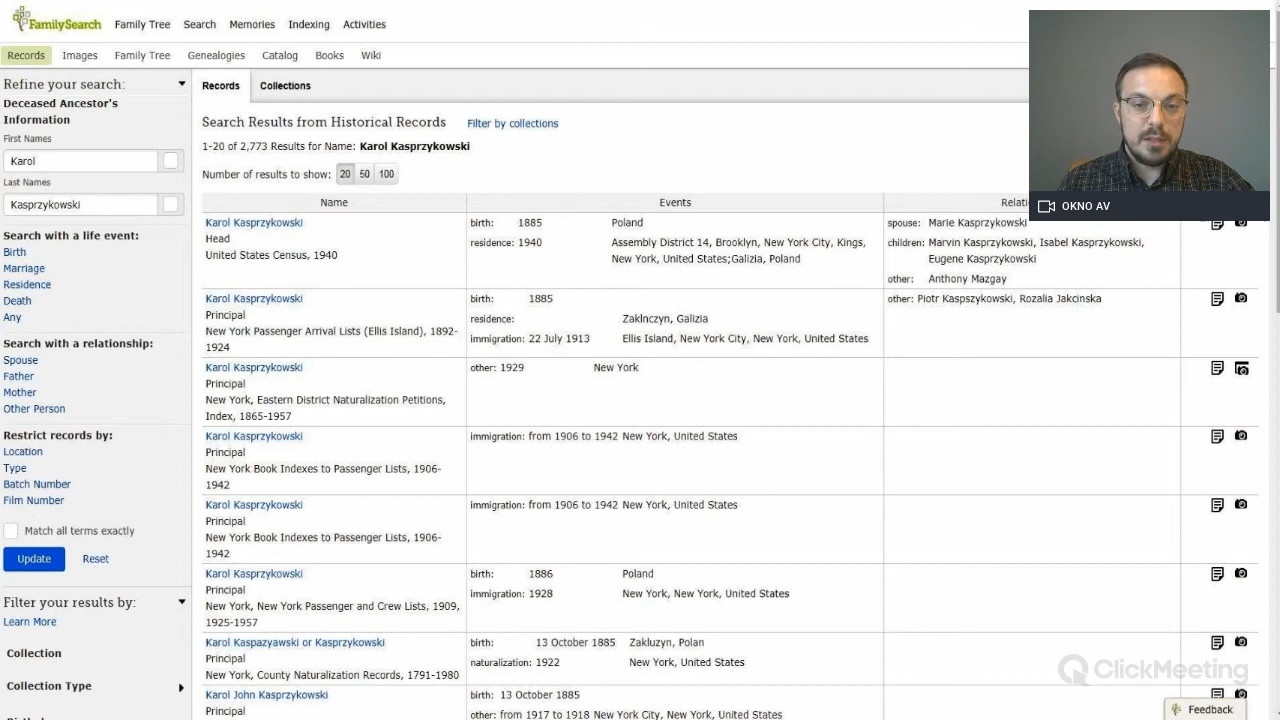 FamilySearch
Family Tree Search Memories Indexing Activities
Records Images Family Tree Genealogies Catalog Books Wiki
OKNO AV
Refine your search:
Deceased Ancestor's
Information
First Names
Karol
Last Names
Kasprzykowski
Search with a life event:
Birth
Marriage
Residence
Death
Any
Search with a relationship:
Spouse
Father
Mother
Other Person
Restrict records by:
Location
Type
Batch Number
Film Number
Match all terms exactly
Update Reset
Filter your results by:
Learn More
Collection
Collection Type
Records Collections
Search Results from Historical Records Filter by collections
1-20 of 2,773 Results for Name: Karol Kasprzykowski
Number of results to show: 20 50 100
Name Events
Karol Kasprzykowski birth: 1885 Poland spouse: Marie Kasprzykowski
Head residence: 1940 Assembly District 14, Brooklyn, New York City, Kings, children: Marvin Kasprzykowski, Isabel Kasprzykowski,
United States Census, 1940 New York, United States;Galizia, Poland Eugene Kasprzykowski
other: Anthony Mazgay
Karol Kasprzykowski birth: 1885 other: Piotr Kaspszykowski, Rozalia Jakcinska
Principal residence: Zaklnczyn, Galizia
New York Passenger Arrival Lists (Ellis Island), 1892- immigration: 22 July 1913 Ellis Island, New York City, New York, United States
1924
Karol Kasprzykowski other: 1929 New York
Principal
New York, Eastern District Naturalization Petitions,
Index, 1865-1957
Karol Kasprzykowski immigration: from 1906 to 1942 New York, United States
Principal
New York Book Indexes to Passenger Lists, 1906-
1942
Karol Kasprzykowski immigration: from 1906 to 1942 New York, United States
Principal
New York Book Indexes to Passenger Lists, 1906-
1942
Karol Kasprzykowski birth: 1886 Poland
Principal immigration: 1928 New York, New York, United States
New York, New York Passenger and Crew Lists, 1909,
1925-1957
Karol Kaspazyawski or Kasprzykowski birth: 13 October 1885 Zakluzyn, Polan
Principal naturalization: 1922 New York, United States
New York, County Naturalization Records, 1791-1980
Karol John Kasprzykowski birth: 13 October 1885
Principal other: from 1917 to 1918 New York City, New York, United States
ClickMeeting
Feedback